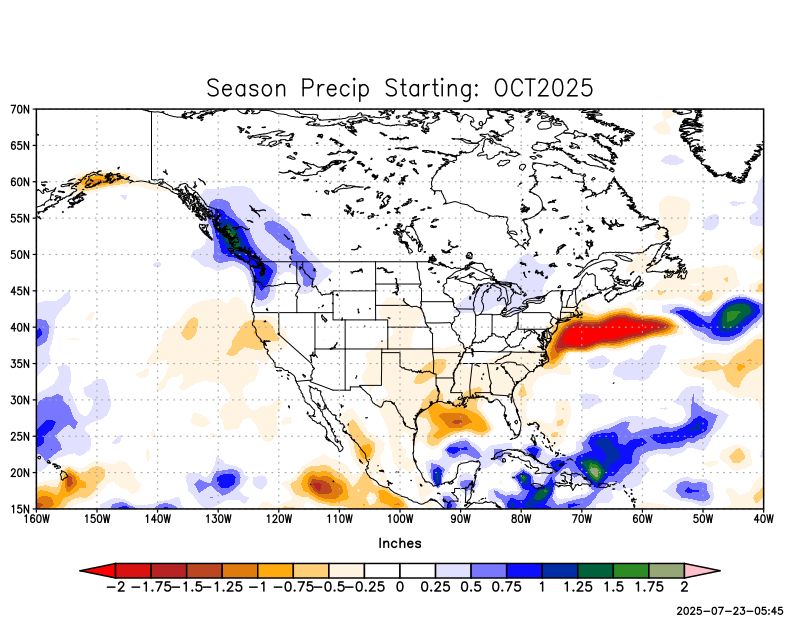 Season Precip Starting: OCT2025
70N
65N
60N
55N
50N
45N
40N
35N
30N
25N
20N
15N
160W 150W 140W 130W 120W 110W 100W 90W 80W 70W 60W 50W 40W
Inches
-2 -1.75 -1.5 -1.25 -1 -0.75 -0.5 -0.25 0 0.25 0.5 0.75 1 1.25 1.5 1.75 2
2025-07-23-05:45